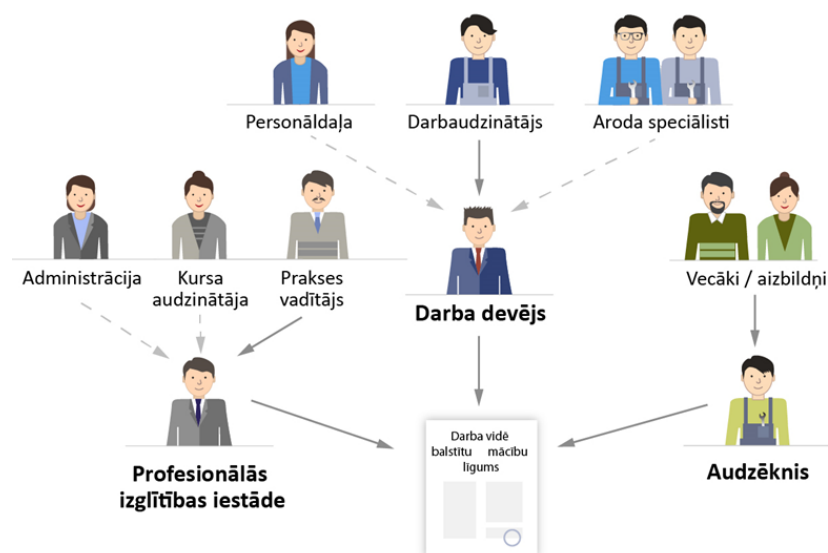 Personāldaļa
Darbaudzinātājs
Aroda speciālisti
Administrācija
Kursa
audzinātāja
Prakses
vadītājs
Darba devējs
Vecāki / aizbildņi
Profesionālās
izglītības iestāde
Darba vidē
balstītu mācību
līgums
Audzēknis